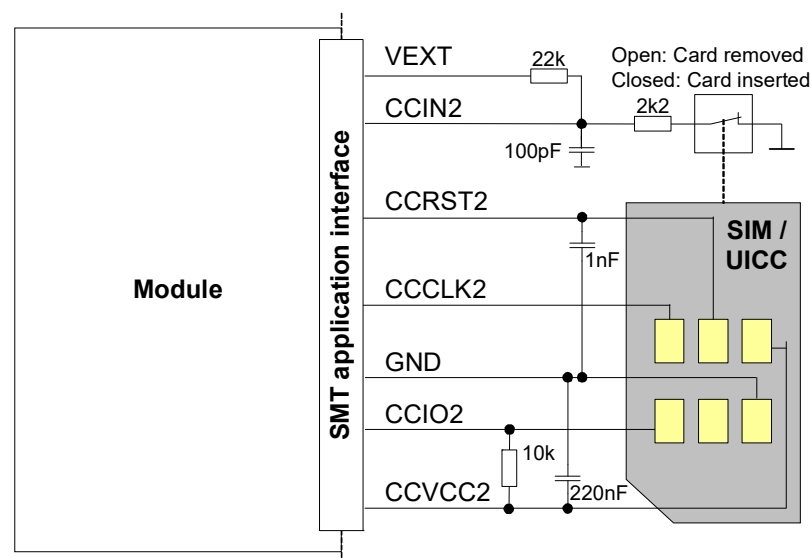 VEXT
22k
Open: Card removed
Closed: Card inserted
CCIN2
2k2
100pF
CCRST2
SIM /
UICC
1nF
Module
SMT application interface
CCCLK2
GND
CCIO2
10k
220nF
CCVCC2